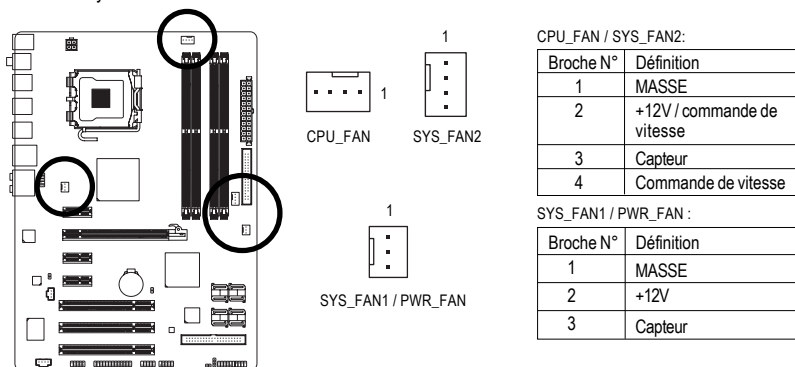 1
1
CPU_FAN
SYS_FAN2
1
SYS_FAN1 / PWR_FAN
CPU_FAN / SYS_FAN2:
Broche N° Définition
1 MASSE
2 +12V / commande de
vitesse
3 Capteur
4 Commande de vitesse
SYS_FAN1 / PWR_FAN :
Broche N° Définition
1 MASSE
2 +12V
3 Capteur